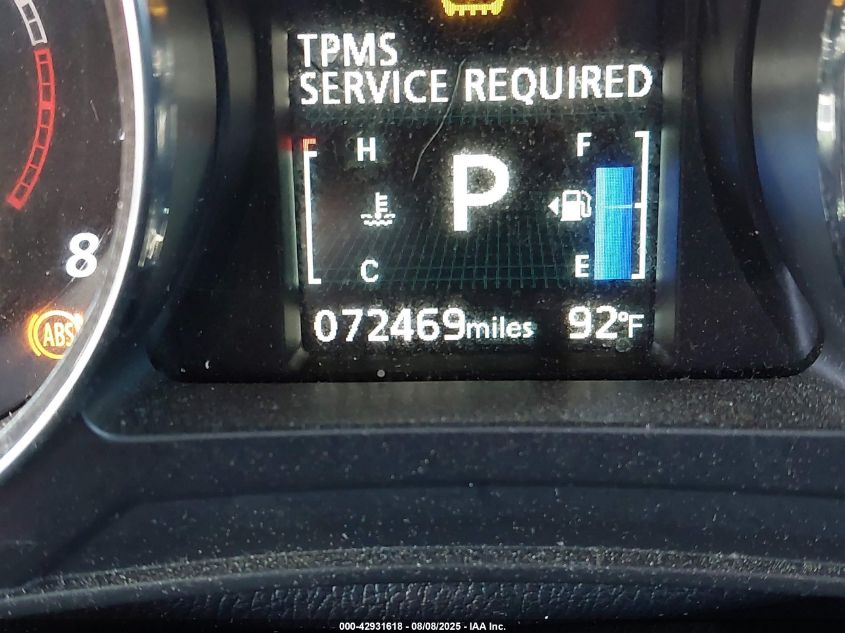 TPMS
SERVICE REQUIRED
H F
P
C E
8
ABS
072469miles 92°F
000-42931618 - 08/08/2025 - IAA Inc.